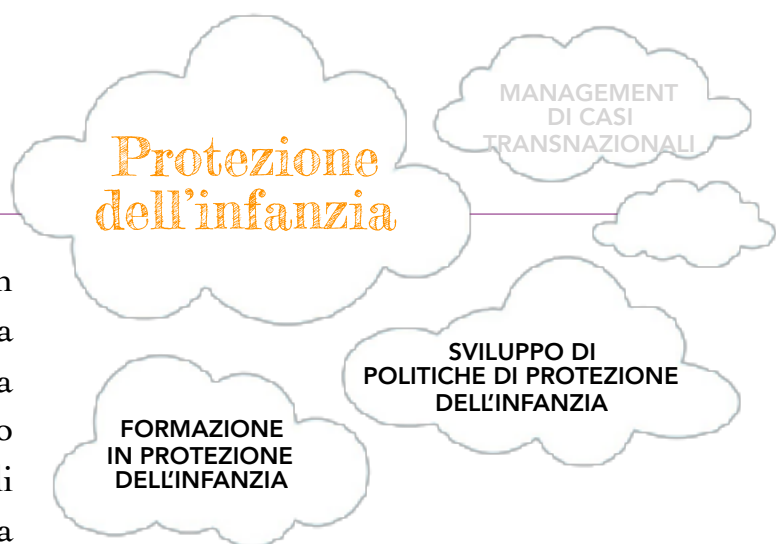 Protezione
dell'infanzia
MANAGEMENT
DI CASI
TRANSNAZIONALI
SVILUPPO DI
POLITICHE DI PROTEZIONE
DELL'INFANZIA
FORMAZIONE
IN PROTEZIONE
DELL'INFANZIA